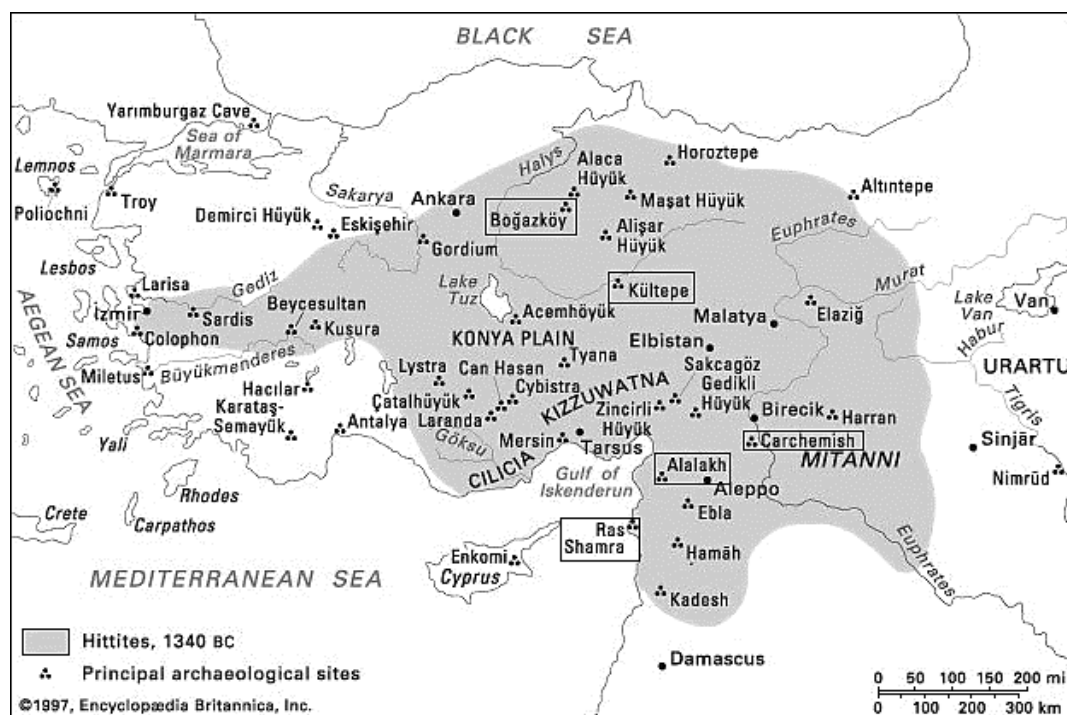 BLACK SEA
Yarımburgaz Cave
Sea of
Marmara
Lemnos
Poliochni
Troy
Sakarya
Halys
Alaca
Hüyük
Horoztepe
Ankara
Boğazköy
Maşat Hüyük
Altıntepe
Demirci Hüyük
Eskişehir
Gordium
Alişar
Hüyük
Euphrates
Lesbos
Larisa
Gediz
Lake
Tuz
Kültepe
Murat
AEGEAN SEA
İzmir
Sardis
Beycesultan
Kusura
Acemhöyük
Malatya
Elaziğ
Lake
Van
Van
Samos
Colophon
KONYA PLAIN
Elbistan
Habur
Miletus
Büyükmenderes
Tyana
Sakcagöz
URARTU
Hacılar
Lystra
Can Hasan
Cybistra
KIZZUWATNA
Gedikli
Hüyük
Karataş-
Semayük
Çatalhüyük
Laranda
Zincirli
Hüyük
Birecik
Harran
Tigris
Yali
Antalya
Göksu
Mersin
Tarsus
Carchemish
Sinjār
CILICIA
Gulf of
Iskenderun
Alalakh
MITANNI
Nimrūd
Rhodes
Aleppo
Crete
Carpathos
Ebla
Ras
Shamra
Euphrates
Enkomi
Cyprus
Hamāh
MEDITERRANEAN SEA
Kadesh
Hittites, 1340 BC
Principal archaeological sites
Damascus
0 50 100 150 200 mi
0 100 200 300 km
©1997, Encyclopædia Britannica, Inc.